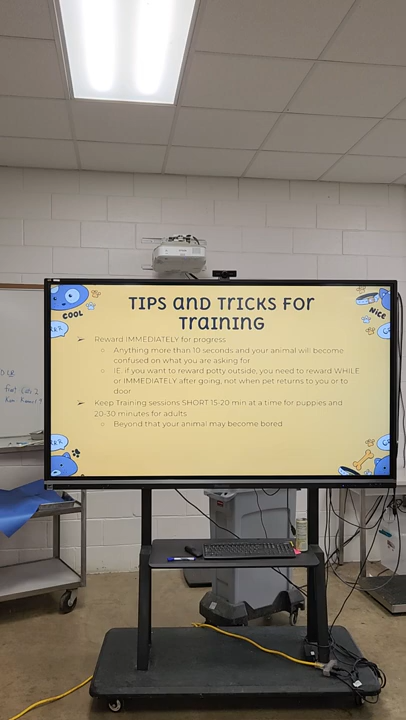 TIPS AND TRICKS FOR
TRAINING
COOL
NICE
➢ Reward IMMEDIATELY for progress
○ Anything more than 10 seconds and your animal will become
confused on what you are asking for
○ IE. if you want to reward potty outside, you need to reward WHILE
or IMMEDIATELY after going, not when pet returns to you or to
door
➢ Keep Training sessions SHORT 15-20 min at a time for puppies and
20-30 minutes for adults
○ Beyond that your animal may become bored